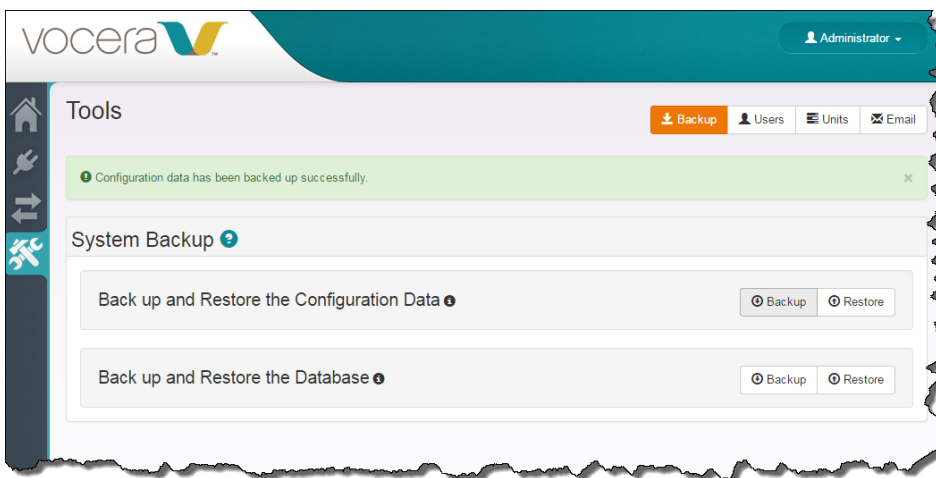 vocera
Administrator
Tools
Backup Users Units Email
Configuration data has been backed up successfully.
System Backup
Back up and Restore the Configuration Data
Backup Restore
Back up and Restore the Database
Backup Restore